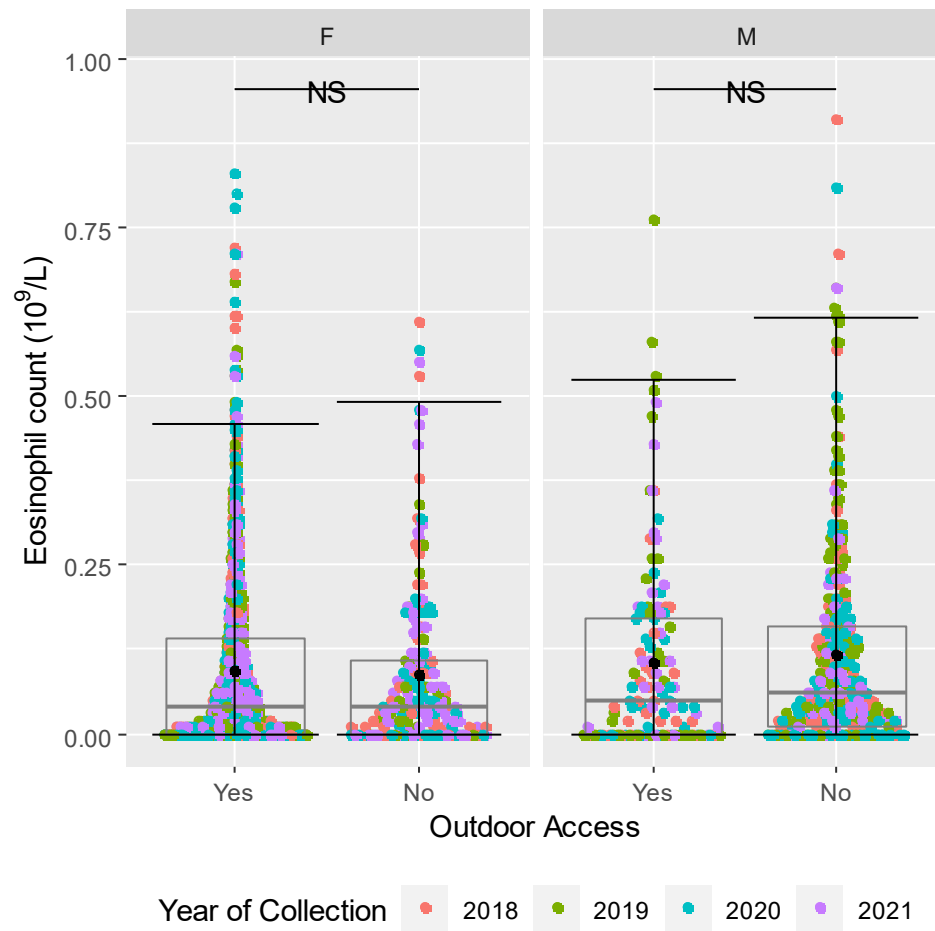 F M
NS NS
1.00
0.75
0.50
0.25
0.00
Eosinophil count (10⁹/L)
Yes No Yes No
Outdoor Access
Year of Collection 2018 2019 2020 2021